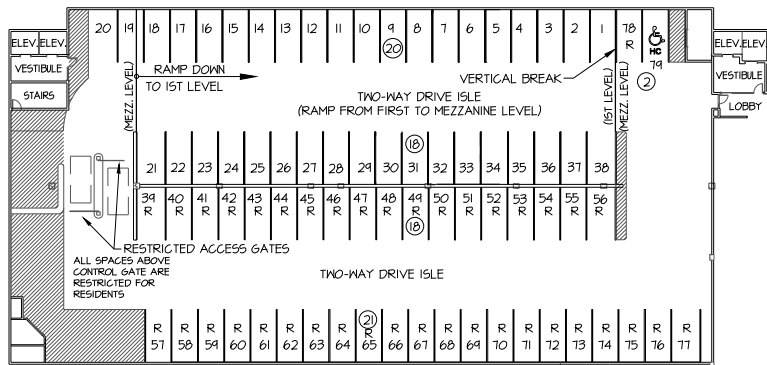 20 19 18 17 16 15 14 13 12 11 10 9 8 7 6 5 4 3 2 1 78
R
HC
79
20
2
ELEV. ELEV.
VESTIBULE
STAIRS
ELEV. ELEV.
VESTIBULE
LOBBY
(MEZZ. LEVEL)
RAMP DOWN
TO 1ST LEVEL
VERTICAL BREAK
(1ST LEVEL)
(MEZZ. LEVEL)
TWO-WAY DRIVE ISLE
(RAMP FROM FIRST TO MEZZANINE LEVEL)
18
21 22 23 24 25 26 27 28 29 30 31 32 33 34 35 36 37 38
39 40 41 42 43 44 45 46 47 48 49 50 51 52 53 54 55 56
R R R R R R R R R R R R R R R R R R
18
RESTRICTED ACCESS GATES
ALL SPACES ABOVE
CONTROL GATE ARE
RESTRICTED FOR
RESIDENTS
TWO-WAY DRIVE ISLE
21
R R R R R R R R R R R R R R R R R R R R R
57 58 59 60 61 62 63 64 65 66 67 68 69 70 71 72 73 74 75 76 77